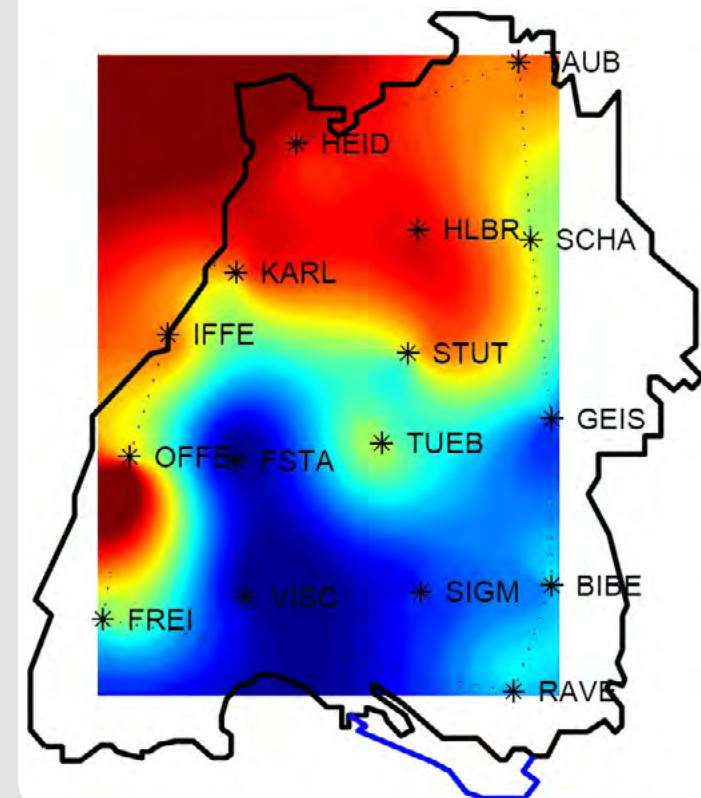 TAUB
HEID
HLBR
SCHA
KARL
IFFE
STUT
GEIS
TUEB
OFFE
FSTA
VISC
SIGM
BIBE
FREI
RAVE